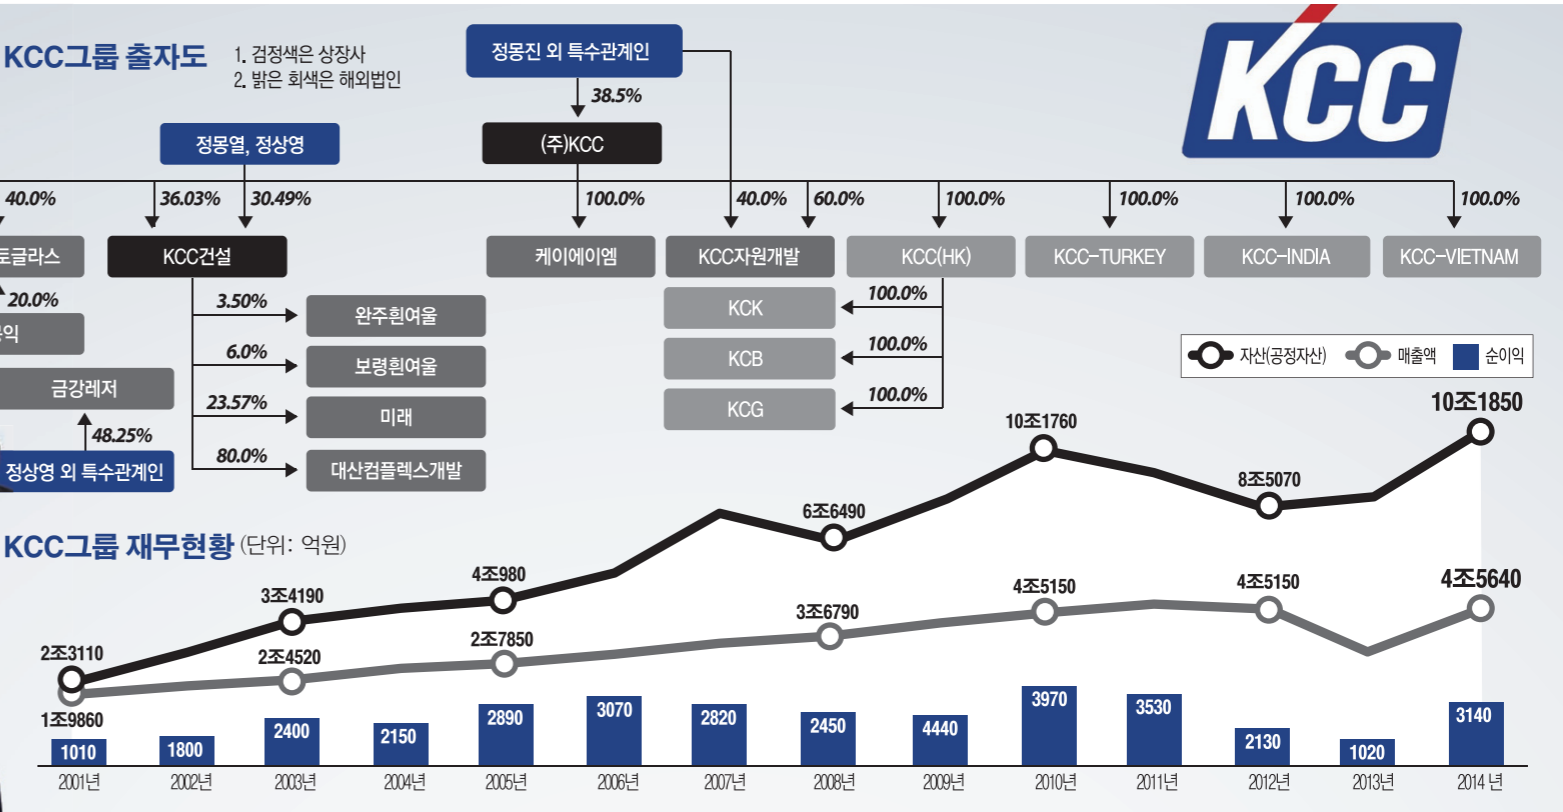 KCC그룹 출자도
1. 검정색은 상장사
2. 밝은 회색은 해외법인
정몽진 외 특수관계인
38.5%
KCC
정몽열, 정상영
(주)KCC
40.0%
36.03%
30.49%
100.0%
40.0%
60.0%
100.0%
100.0%
100.0%
100.0%
토글라스
KCC건설
케이에이엠
KCC자원개발
KCC(HK)
KCC-TURKEY
KCC-INDIA
KCC-VIETNAM
20.0%
익
3.50%
완주흰여울
6.0%
보령흰여울
23.57%
미래
80.0%
대산컴플렉스개발
KCK
100.0%
KCB
100.0%
KCG
100.0%
금강레저
48.25%
정상영 외 특수관계인
자산(공정자산)
매출액
순이익
KCC그룹 재무현황 (단위: 억원)
2조3110
3조4190
4조980
6조6490
10조1760
8조5070
10조1850
1조9860
2조4520
2조7850
3조6790
4조5150
4조5150
4조5640
1010
1800
2400
2150
2890
3070
2820
2450
4440
3970
3530
2130
1020
3140
2001년
2002년
2003년
2004년
2005년
2006년
2007년
2008년
2009년
2010년
2011년
2012년
2013년
2014 년